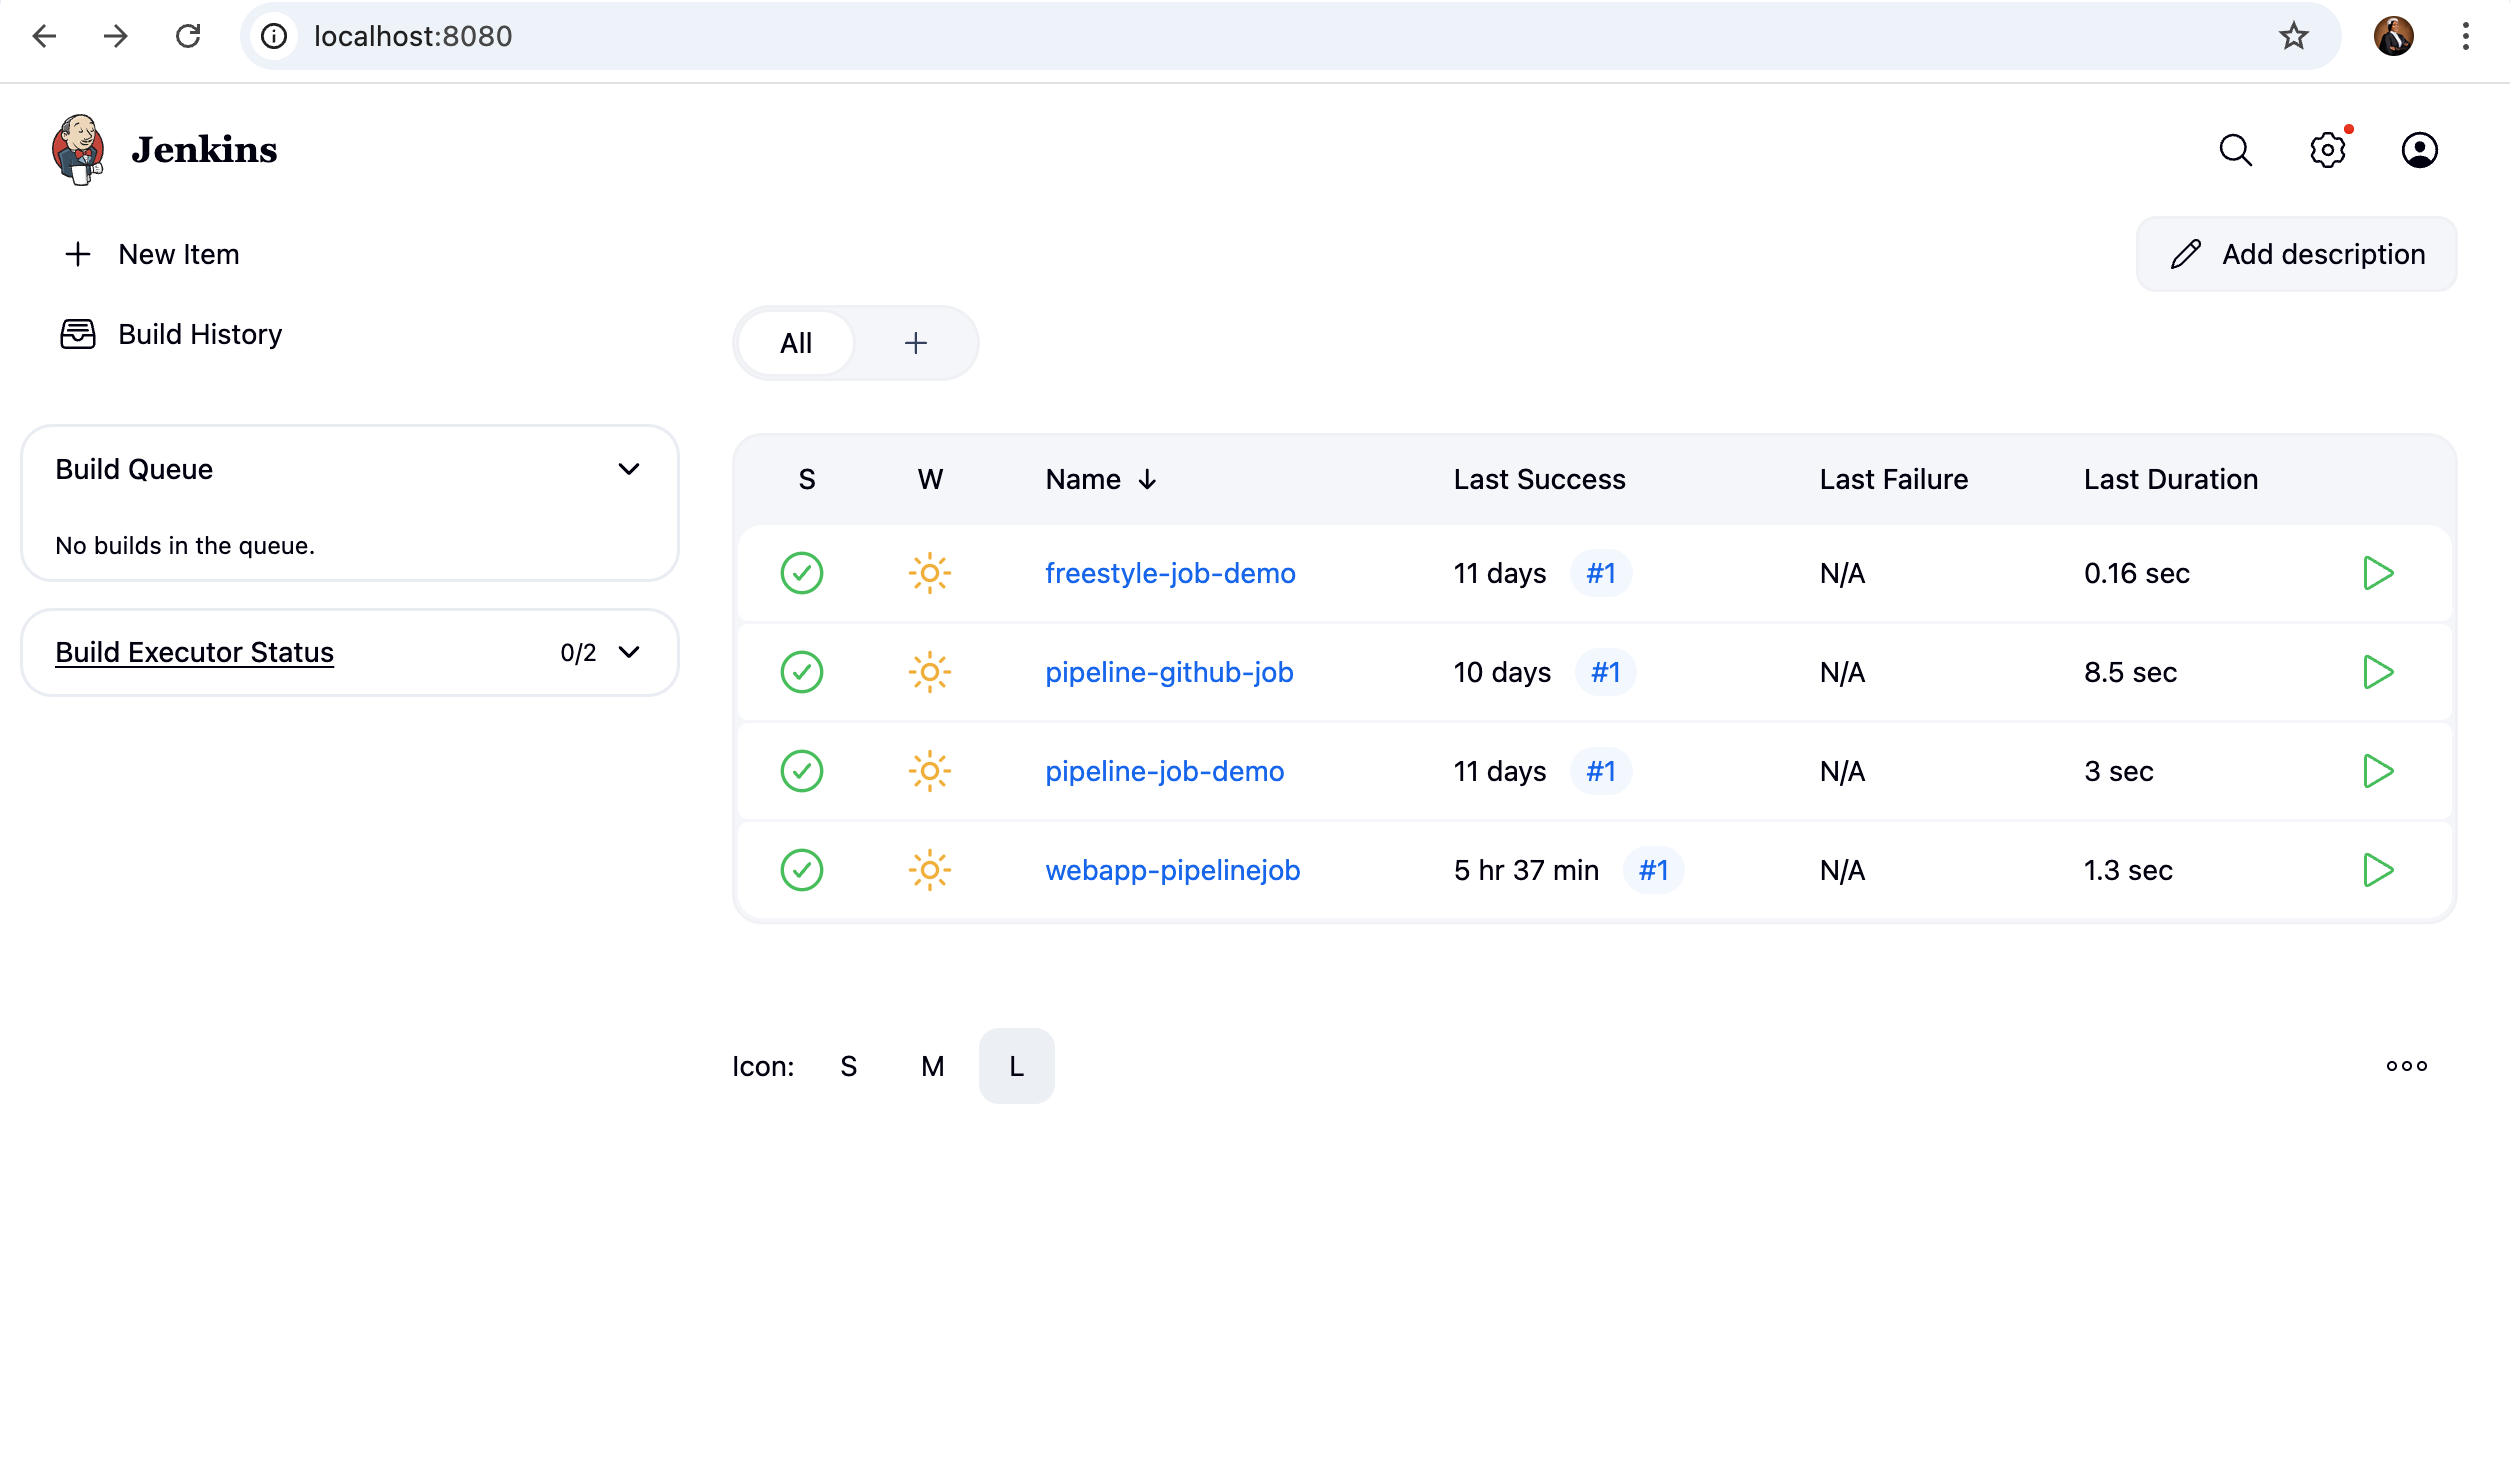 localhost:8080
Jenkins
New Item
Build History
Build Queue
No builds in the queue.
Build Executor Status 0/2
Add description
All
S W Name ↓ Last Success Last Failure Last Duration
freestyle-job-demo 11 days #1 N/A 0.16 sec
pipeline-github-job 10 days #1 N/A 8.5 sec
pipeline-job-demo 11 days #1 N/A 3 sec
webapp-pipelinejob 5 hr 37 min #1 N/A 1.3 sec
Icon: S M L